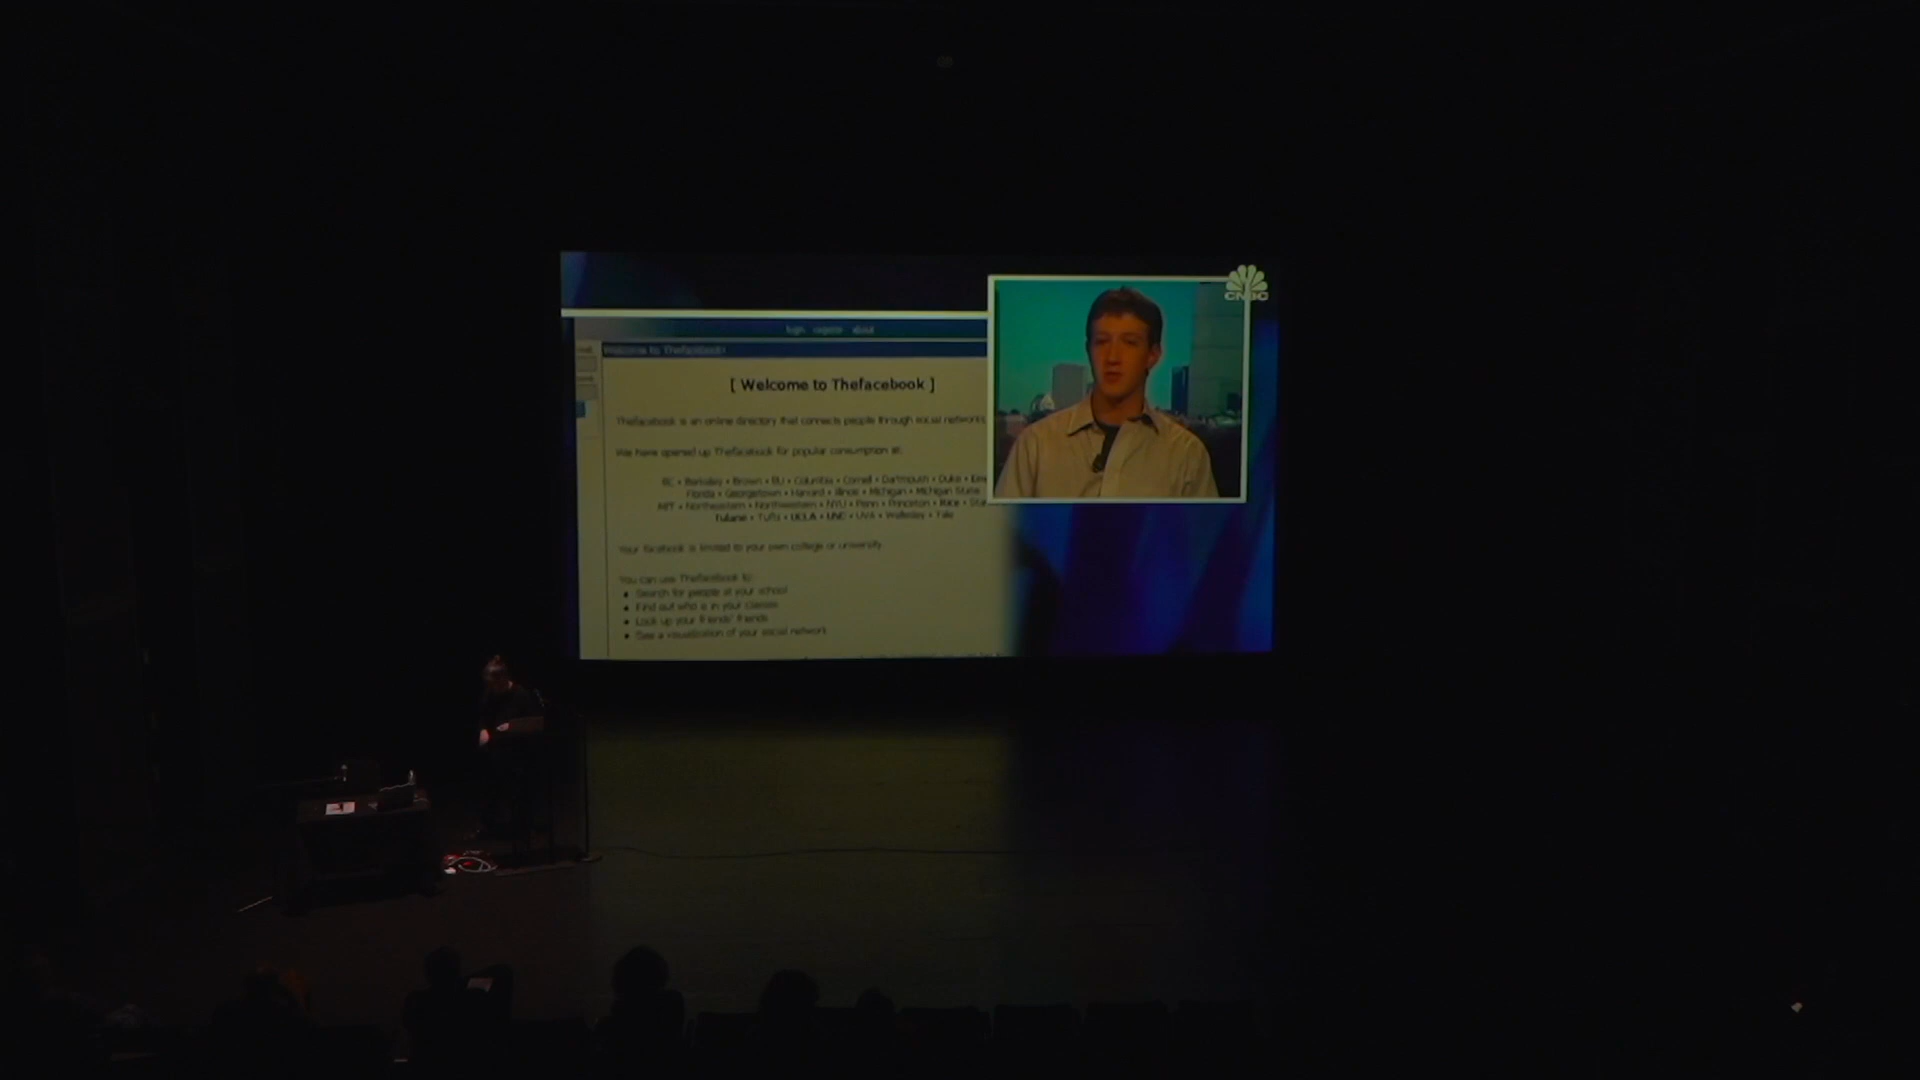 CNBC
login register about
Welcome to Thefacebook!
[ Welcome to Thefacebook ]
Thefacebook is an online directory that connects people through social networks
We have opened up Thefacebook for popular consumption at:
BC • Berkeley • Brown • BU • Columbia • Cornell • Dartmouth • Duke •
Florida • Georgetown • Harvard • Illinois • Michigan • Michigan State
MIT • Northeastern • Northwestern • NYU • Penn • Princeton • Rice •
Tulane • Tufts • UCLA • UNC • UVA • Wellesley • Yale
Your facebook is limited to your own college or university.
You can use Thefacebook to:
• Search for people at your school
• Find out who is in your classes
• Look up your friends' friends
• See a visualization of your social network